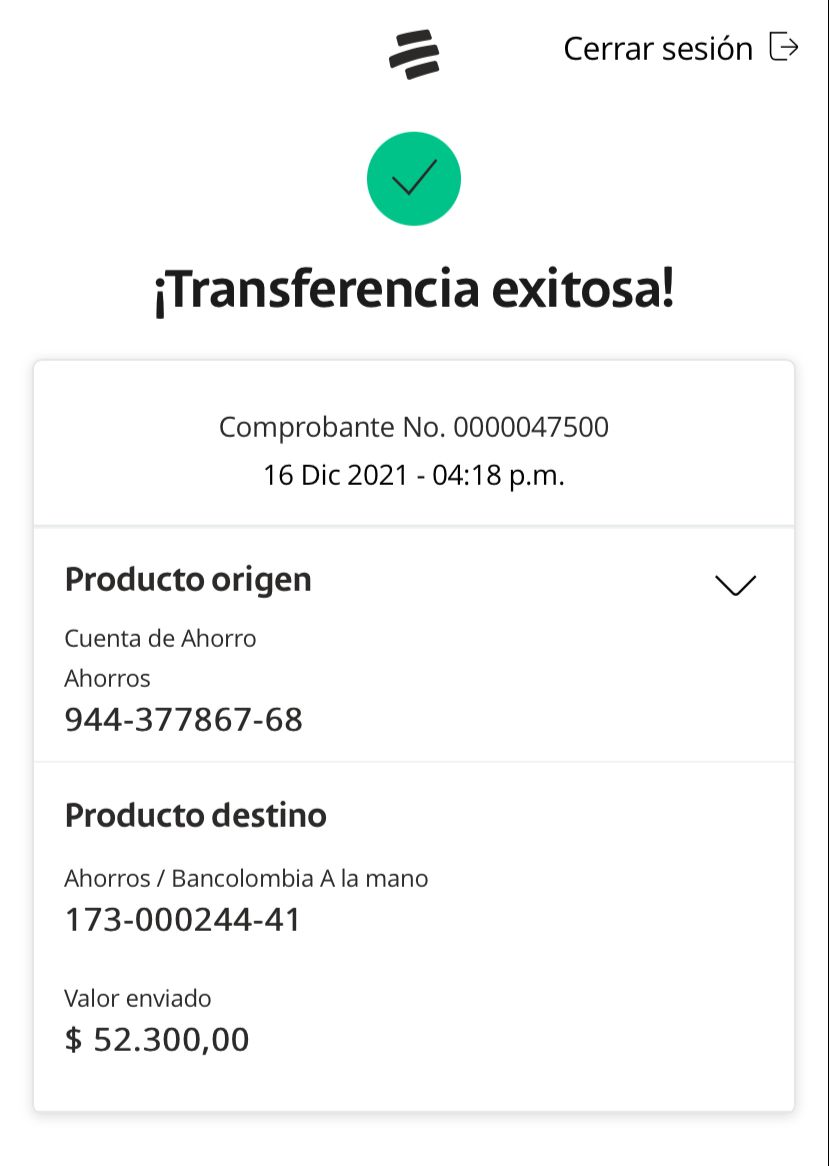 Cerrar sesión
¡Transferencia exitosa!
Comprobante No. 0000047500
16 Dic 2021 - 04:18 p.m.
Producto origen
Cuenta de Ahorro
Ahorros
944-377867-68
Producto destino
Ahorros / Bancolombia A la mano
173-000244-41
Valor enviado
$ 52.300,00